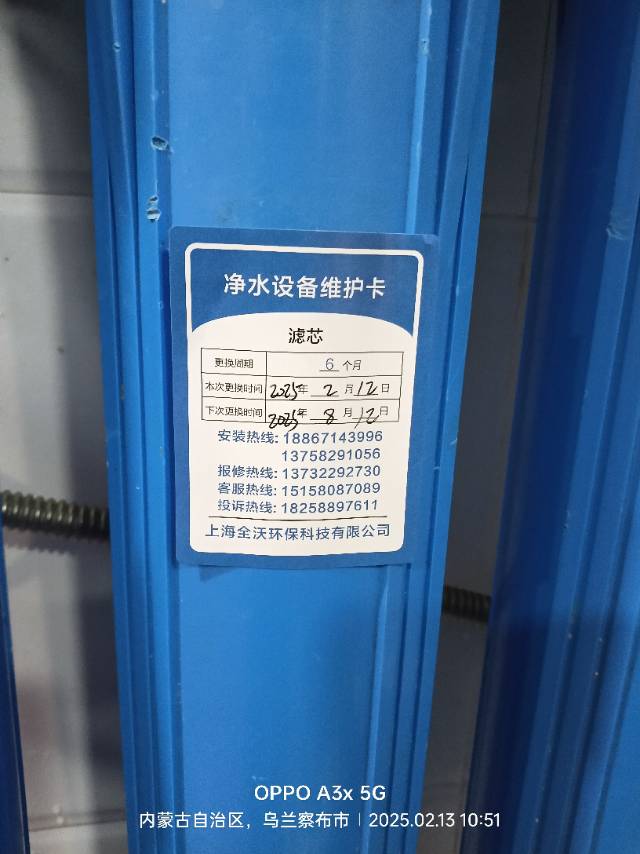 净水设备维护卡
滤芯
更换周期 6 个月
本次更换时间 2025年 2 月 12 日
下次更换时间 2025年 8 月 12 日
安装热线: 18867143996
13758291056
报修热线: 13732292730
客服热线: 15158087089
投诉热线: 18258897611
上海全沃环保科技有限公司
OPPO A3x 5G
内蒙古自治区，乌兰察布市 | 2025.02.13 10:51